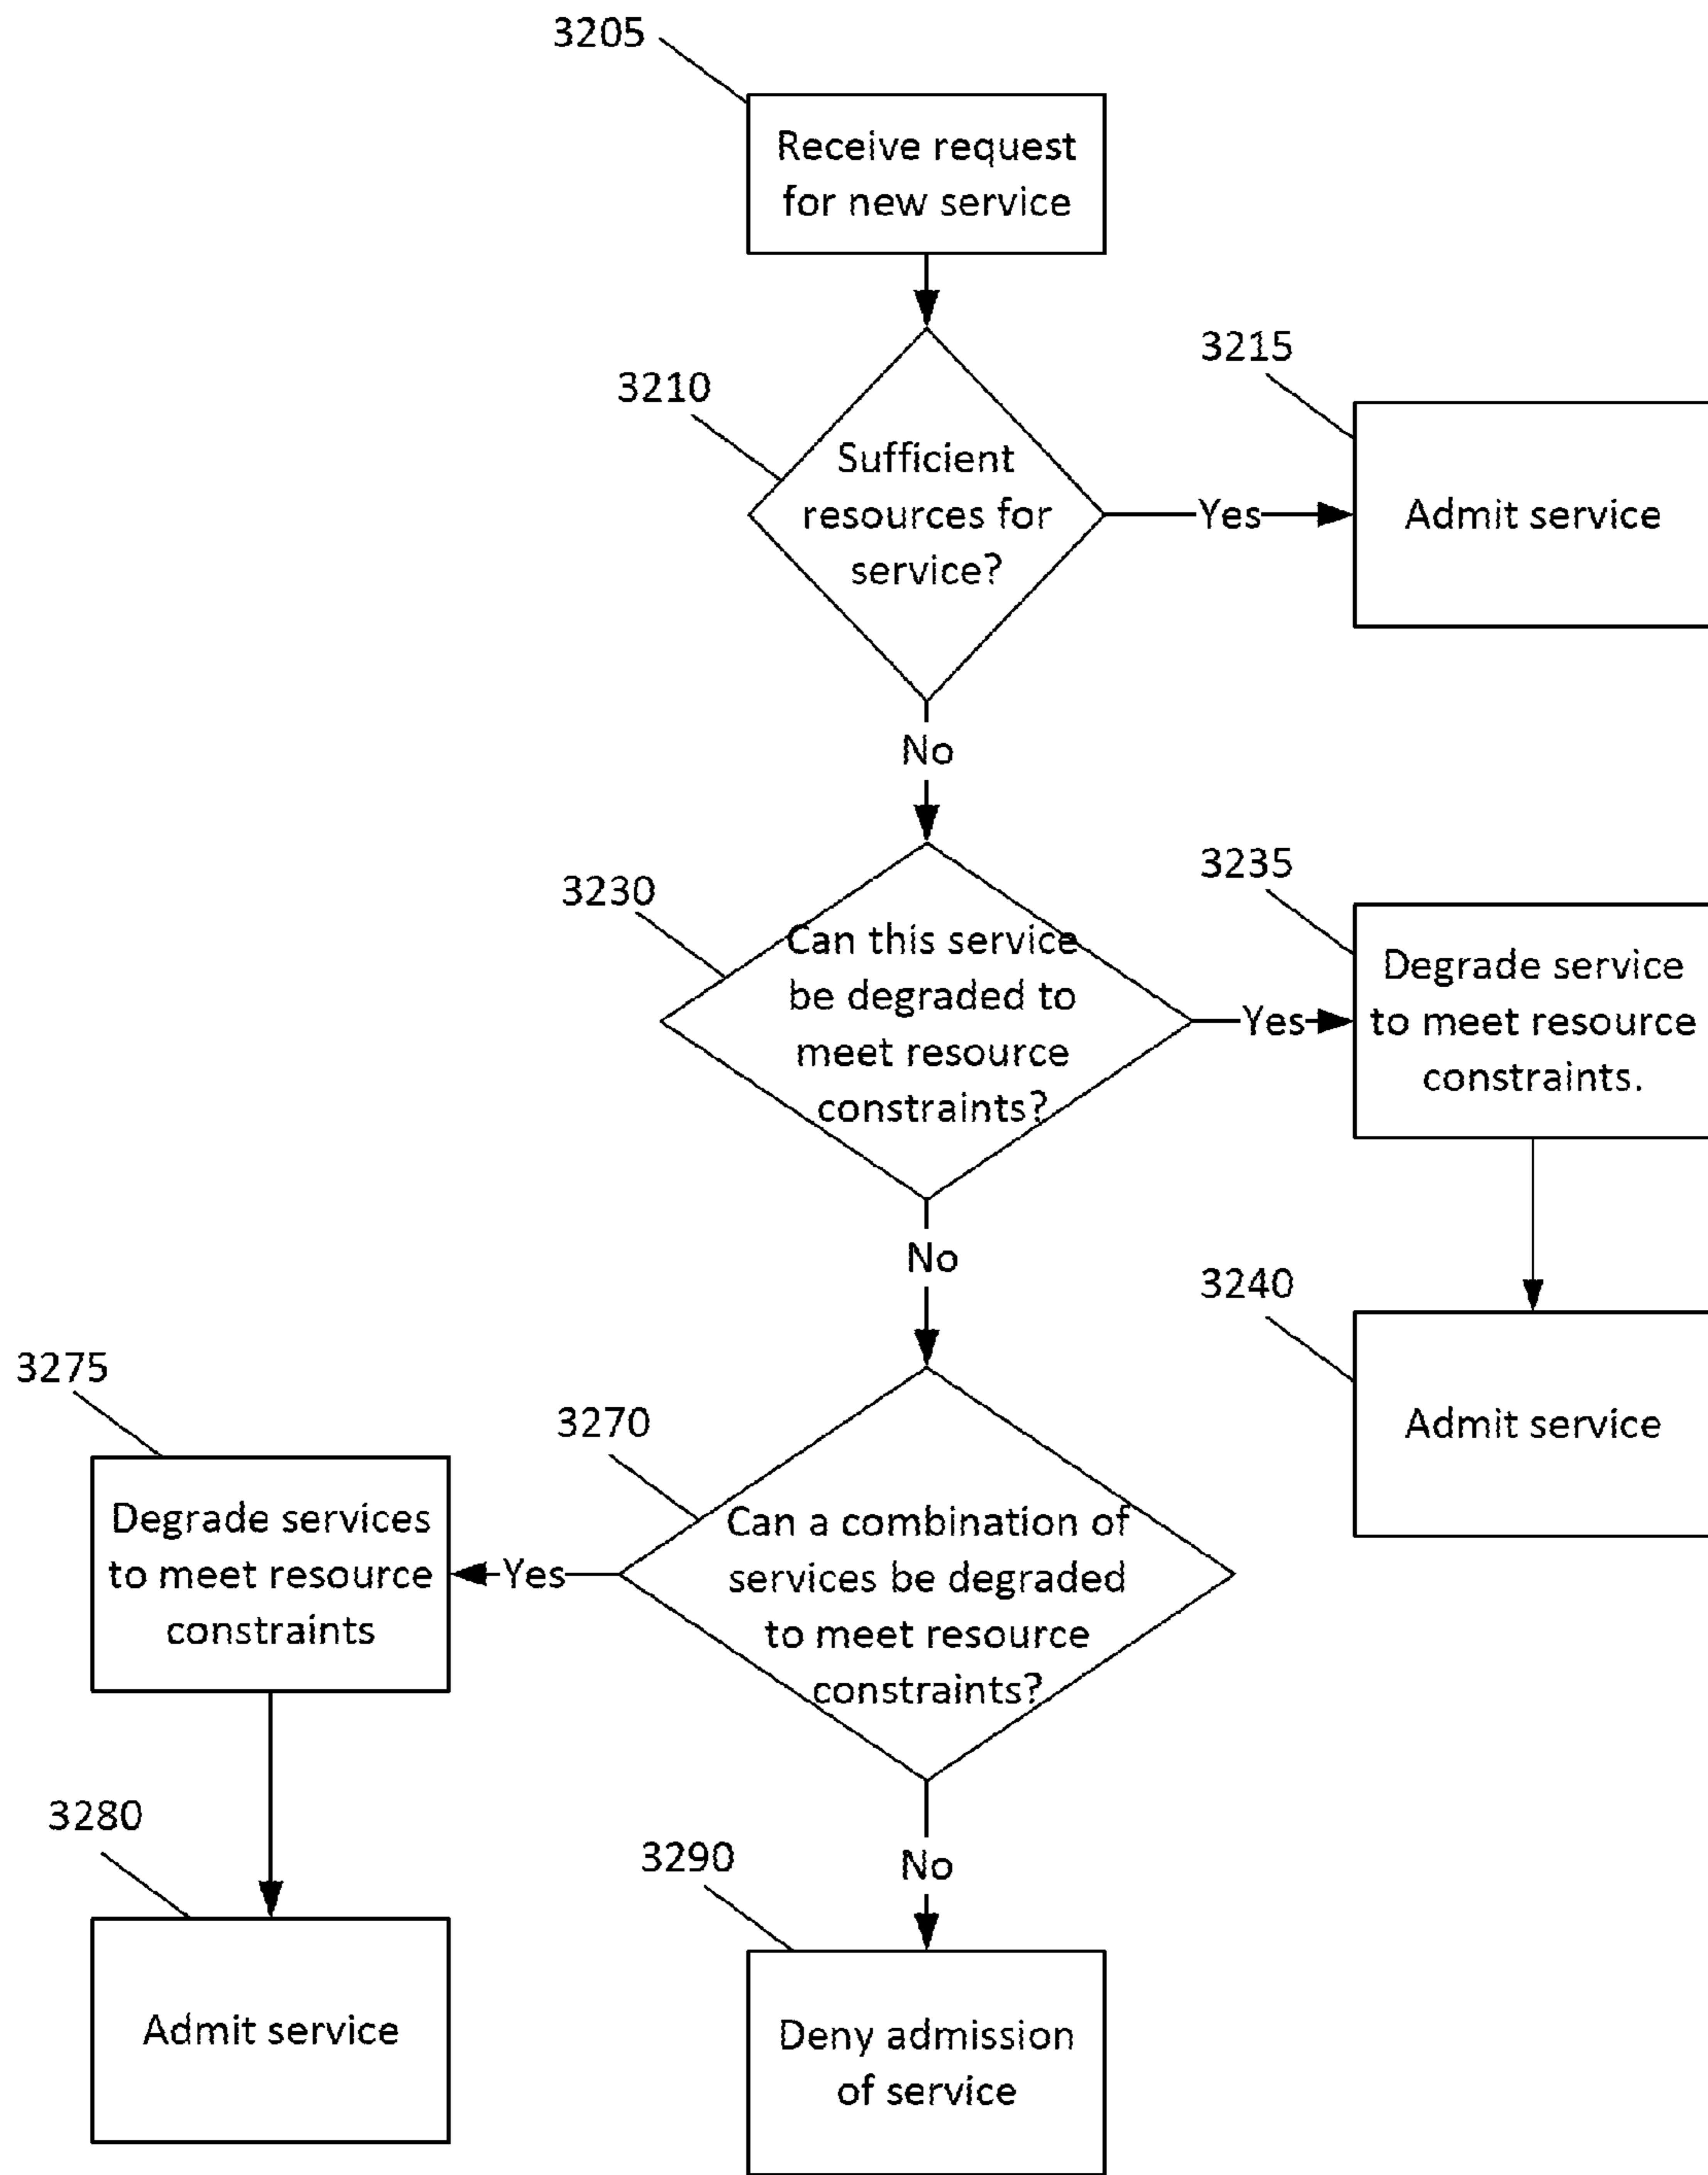 3205
Receive request
for new service
3210
Sufficient
resources for
service?
Yes
3215
Admit service
No
3230
Can this service
be degraded to
meet resource
constraints?
Yes
3235
Degrade service
to meet resource
constraints.
3240
Admit service
No
3270
Can a combination of
services be degraded
to meet resource
constraints?
Yes
3275
Degrade services
to meet resource
constraints
3280
Admit service
No
3290
Deny admission
of service